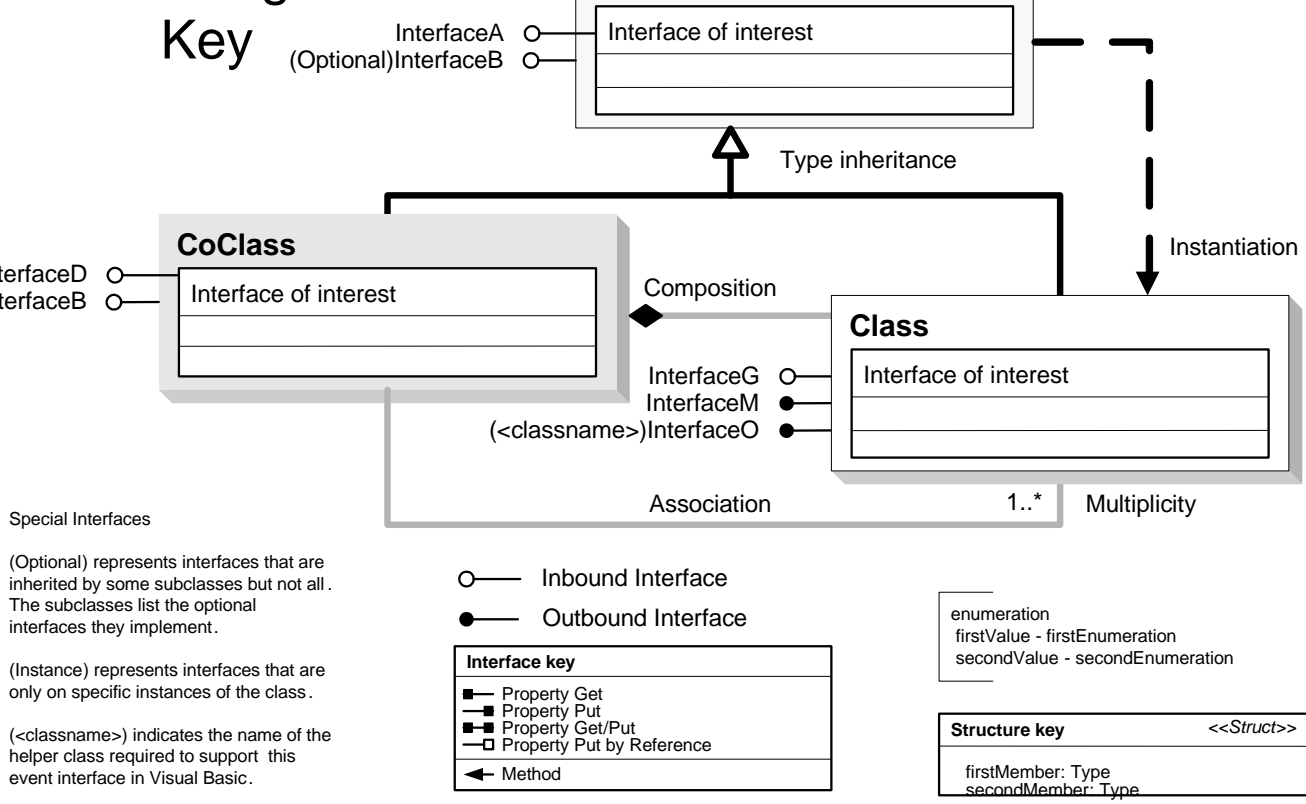 Key
InterfaceA
(Optional)InterfaceB
Interface of interest
Type inheritance
Instantiation
CoClass
terfaceD
terfaceB
Interface of interest
Composition
Class
Interface of interest
InterfaceG
InterfaceM
(<classname>)InterfaceO
Association
1..*
Multiplicity
Special Interfaces
(Optional) represents interfaces that are
inherited by some subclasses but not all.
The subclasses list the optional
interfaces they implement.
(Instance) represents interfaces that are
only on specific instances of the class.
(<classname>) indicates the name of the
helper class required to support this
event interface in Visual Basic.
Inbound Interface
Outbound Interface
Interface key
Property Get
Property Put
Property Get/Put
Property Put by Reference
Method
enumeration
firstValue - firstEnumeration
secondValue - secondEnumeration
Structure key
<<Struct>>
firstMember: Type
secondMember: Type